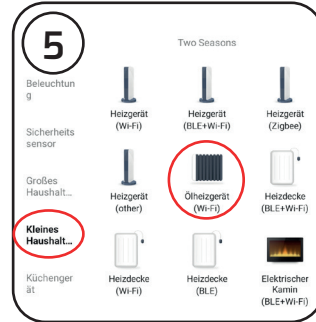 5
Two Seasons
Beleuchtun
g
Sicherheits
sensor
Großes
Haushalt...
Kleines
Haushalt...
Küchenger
ät
Heizgerät
(Wi-Fi)
Heizgerät
(BLE+Wi-Fi)
Heizgerät
(Zigbee)
Heizgerät
(other)
Ölheizgerät
(Wi-Fi)
Heizdecke
(BLE+Wi-Fi)
Heizdecke
(Wi-Fi)
Heizdecke
(BLE)
Elektrischer
Kamin
(BLE+Wi-Fi)